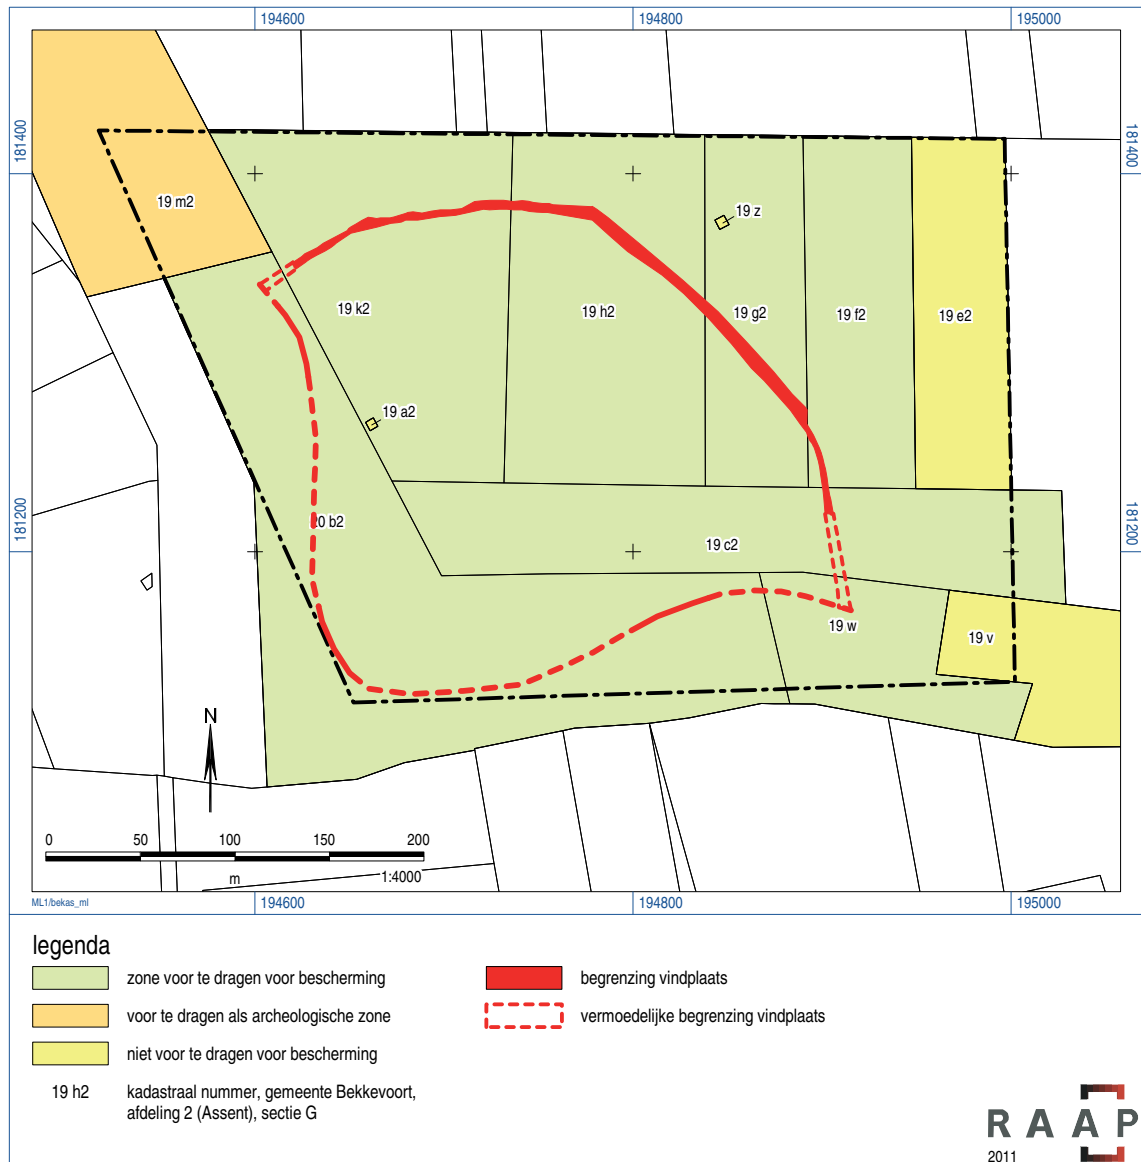 194600
194800
195000
181400
181400
19 m2
19 z
19 k2
19 h2
19 g2
19 f2
19 e2
19 a2
181200
181200
20 b2
19 c2
19 w
19 v
N
0 50 100 150 200
m
1:4000
ML1/bekas_ml
194600
194800
195000
legenda
zone voor te dragen voor bescherming
voor te dragen als archeologische zone
niet voor te dragen voor bescherming
19 h2 kadastraal nummer, gemeente Bekkevoort,
afdeling 2 (Assent), sectie G
begrenzing vindplaats
vermoedelijke begrenzing vindplaats
RAAP
2011